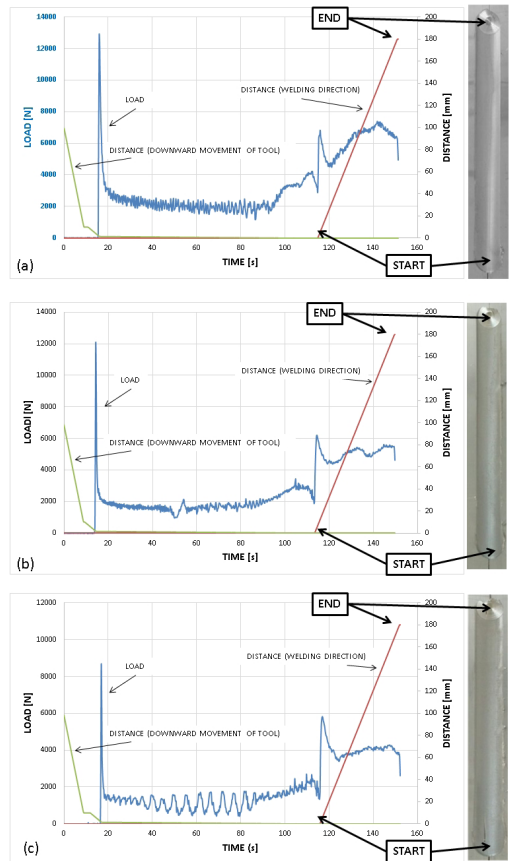 14000
12000
10000
8000
6000
4000
2000
0
LOAD [N]
0 20 40 60 80 100 120 140 160
TIME [s]
200
180
160
140
120
100
80
60
40
20
0
DISTANCE [mm]
END
LOAD
DISTANCE (WELDING DIRECTION)
DISTANCE (DOWNWARD MOVEMENT OF TOOL)
START
(a)
14000
12000
10000
8000
6000
4000
2000
0
LOADl [N]
0 20 40 60 80 100 120 140 160
TIME [s]
200
180
160
140
120
100
80
60
40
20
0
DISTANCE [mm]
END
LOAD
DISTANCE (WELDING DIRECTION)
DISTANCE (DOWNWARD MOVEMENT OF TOOL)
START
(b)
12000
10000
8000
6000
4000
2000
0
LOAD [N]
0 20 40 60 80 100 120 140 160
TIME (s]
200
180
160
140
120
100
80
60
40
20
0
DISTANCE [mm]
END
LOAD
DISTANCE (WELDING DIRECTION)
DISTANCE (DOWNWARD MOVEMENT OF TOOL)
START
(c)